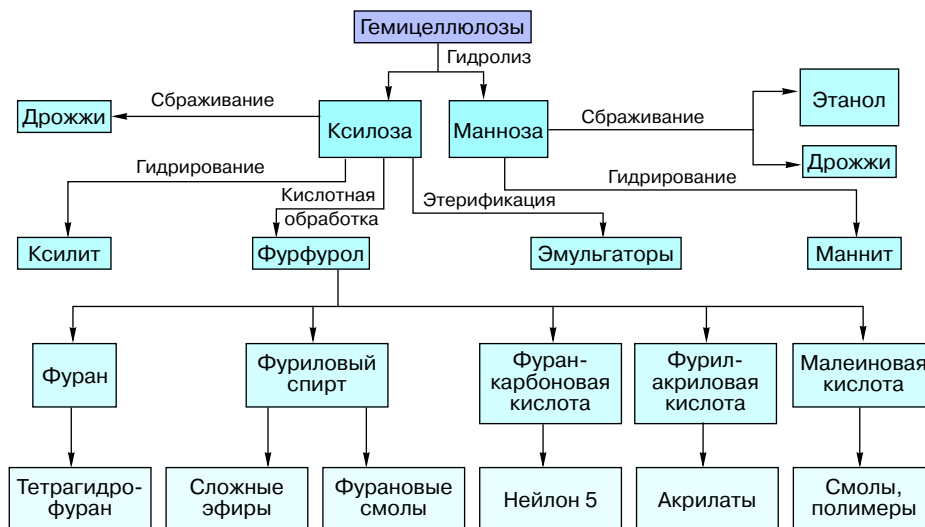 Гемицеллюлозы
Гидролиз
Сбраживание
Дрожжи
Ксилоза
Манноза
Сбраживание
Этанол
Дрожжи
Гидрирование
Кислотная
обработка
Этерификация
Гидрирование
Ксилит
Фурфурол
Эмульгаторы
Маннит
Фуран
Фуриловый
спирт
Фуран-
карбоновая
кислота
Фурил-
акриловая
кислота
Малеиновая
кислота
Тетрагидро-
фуран
Сложные
эфиры
Фурановые
смолы
Нейлон 5
Акрилаты
Смолы,
полимеры